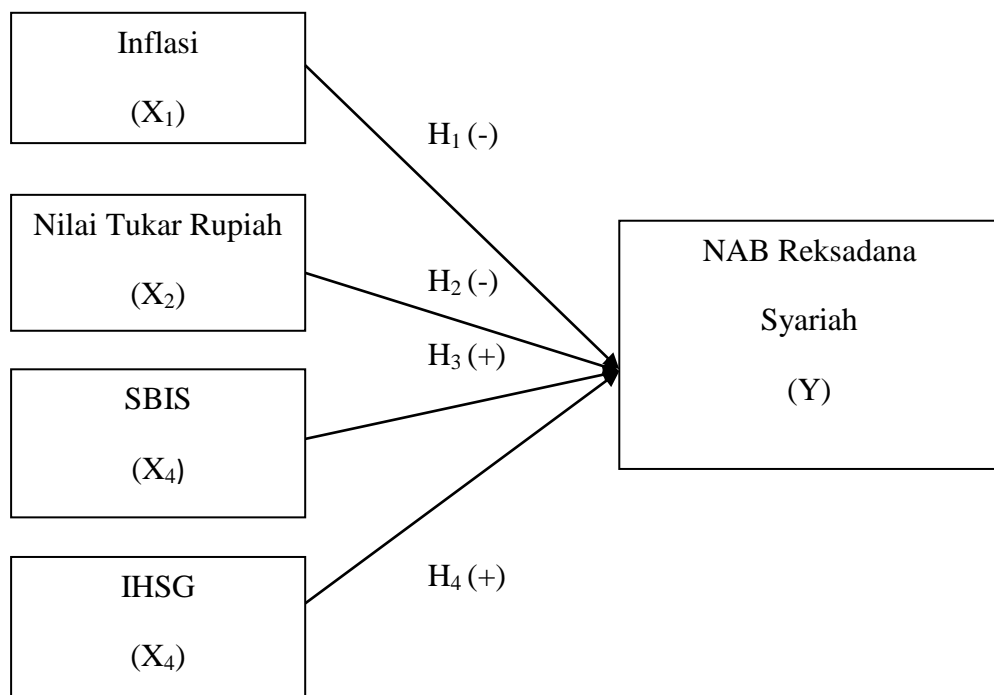 Inflasi
(X₁)
H₁ (-)
Nilai Tukar Rupiah
(X₂)
H₂ (-)
NAB Reksadana
Syariah
(Y)
H₃ (+)
SBIS
(X₄)
IHSG
(X₄)
H₄ (+)